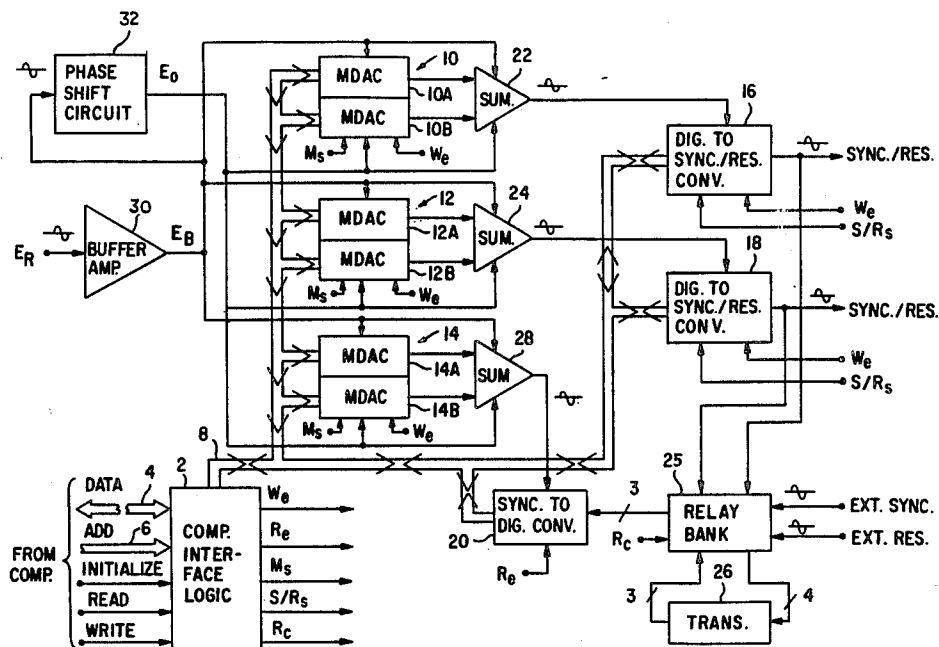 32
PHASE
SHIFT
CIRCUIT
E0
30
ER
BUFFER
AMP.
EB
MDAC
10
10A
MDAC
10B
Ms
We
22
SUM.
MDAC
12
12A
MDAC
12B
Ms
We
24
SUM.
MDAC
14
14A
MDAC
14B
Ms
We
28
SUM
16
DIG. TO
SYNC./RES.
CONV.
SYNC./RES.
We
S/Rs
18
DIG. TO
SYNC./RES.
CONV.
SYNC./RES.
We
S/Rs
8
2
DATA
4
ADD
6
FROM
COMP.
INITIALIZE
READ
WRITE
COMP.
INTER-
FACE
LOGIC
We
Re
Ms
S/Rs
Rc
SYNC. TO
DIG. CONV.
20
Re
3
25
RELAY
BANK
Rc
EXT. SYNC.
EXT. RES.
3
26
4
TRANS.